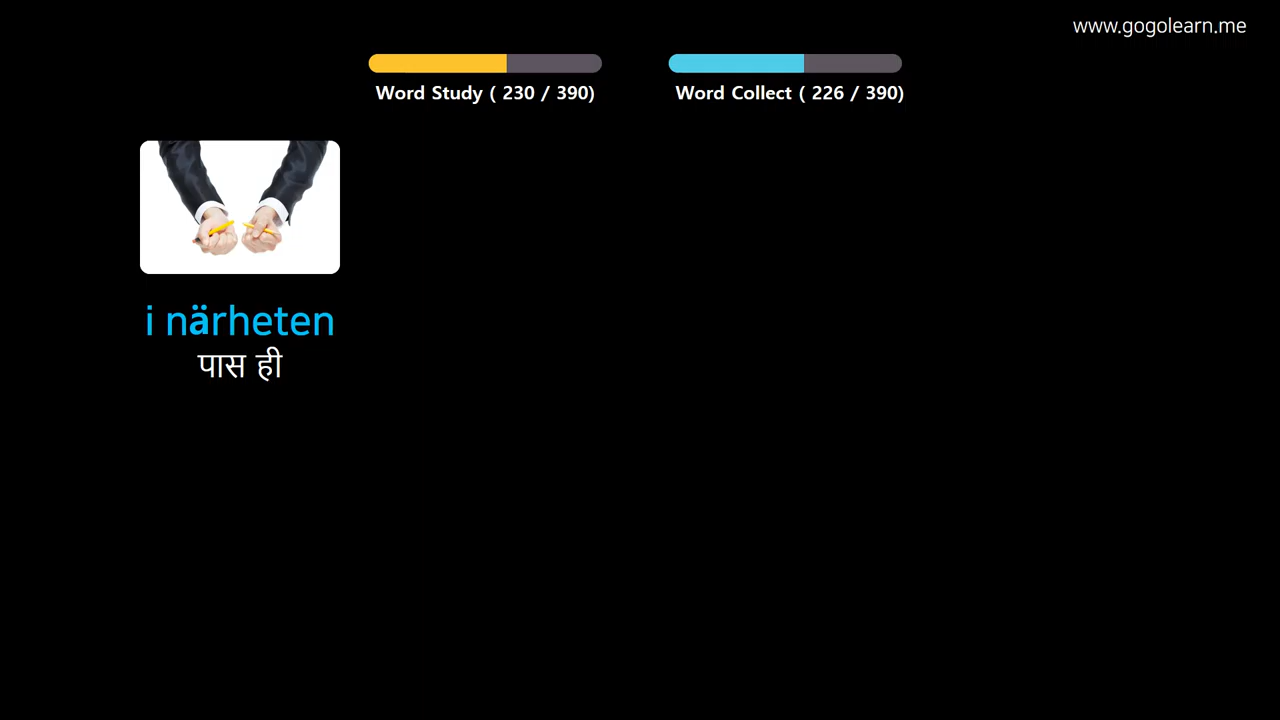 www.gogolearn.me
Word Study ( 230 / 390)
Word Collect ( 226 / 390)
i närheten
पास ही